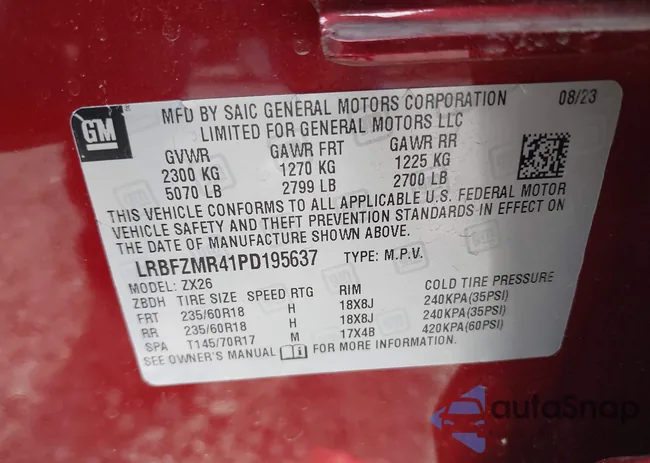 GM
MFD BY SAIC GENERAL MOTORS CORPORATION 08/23
LIMITED FOR GENERAL MOTORS LLC
GVWR GAWR FRT GAWR RR
2300 KG 1270 KG 1225 KG
5070 LB 2799 LB 2700 LB
THIS VEHICLE CONFORMS TO ALL APPLICABLE U.S. FEDERAL MOTOR
VEHICLE SAFETY AND THEFT PREVENTION STANDARDS IN EFFECT ON
THE DATE OF MANUFACTURE SHOWN ABOVE.
LRBFZMR41PD195637 TYPE: M.P.V.
MODEL: ZX26
ZBDH TIRE SIZE SPEED RTG RIM COLD TIRE PRESSURE
FRT 235/60R18 H 18X8J 240KPA(35PSI)
RR 235/60R18 H 18X8J 240KPA(35PSI)
SPA T145/70R17 M 17X4B 420KPA(60PSI)
SEE OWNER'S MANUAL FOR MORE INFORMATION.
autoSnap